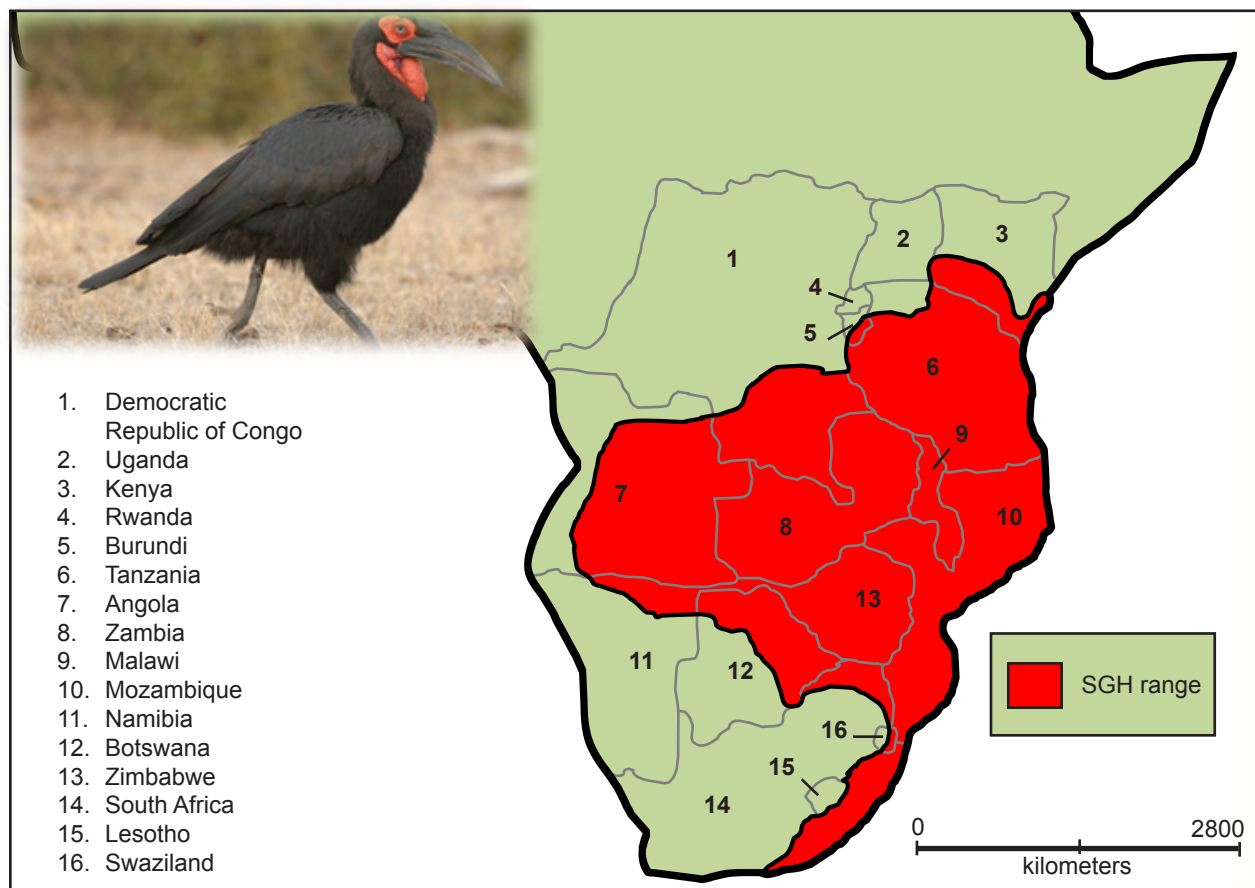 1. Democratic
Republic of Congo
2. Uganda
3. Kenya
4. Rwanda
5. Burundi
6. Tanzania
7. Angola
8. Zambia
9. Malawi
10. Mozambique
11. Namibia
12. Botswana
13. Zimbabwe
14. South Africa
15. Lesotho
16. Swaziland
1
2
3
4
5
6
9
7
8
10
13
11
12
16
15
14
SGH range
0 2800
kilometers